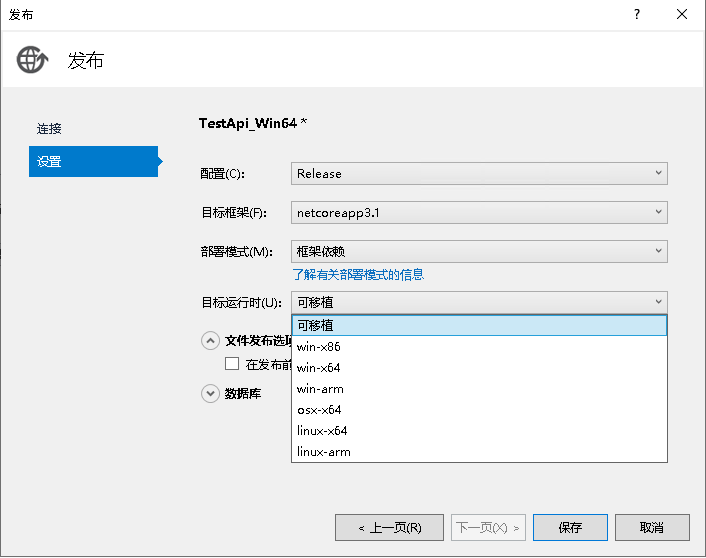 发布
?
发布
连接
设置
TestApi_Win64 *
配置(C):
Release
目标框架(F):
netcoreapp3.1
部署模式(M):
框架依赖
了解有关部署模式的信息
目标运行时(U):
可移植
可移植
win-x86
win-x64
win-arm
osx-x64
linux-x64
linux-arm
文件发布选项
在发布前
数据库
< 上一页(R)
下一页(X) >
保存
取消